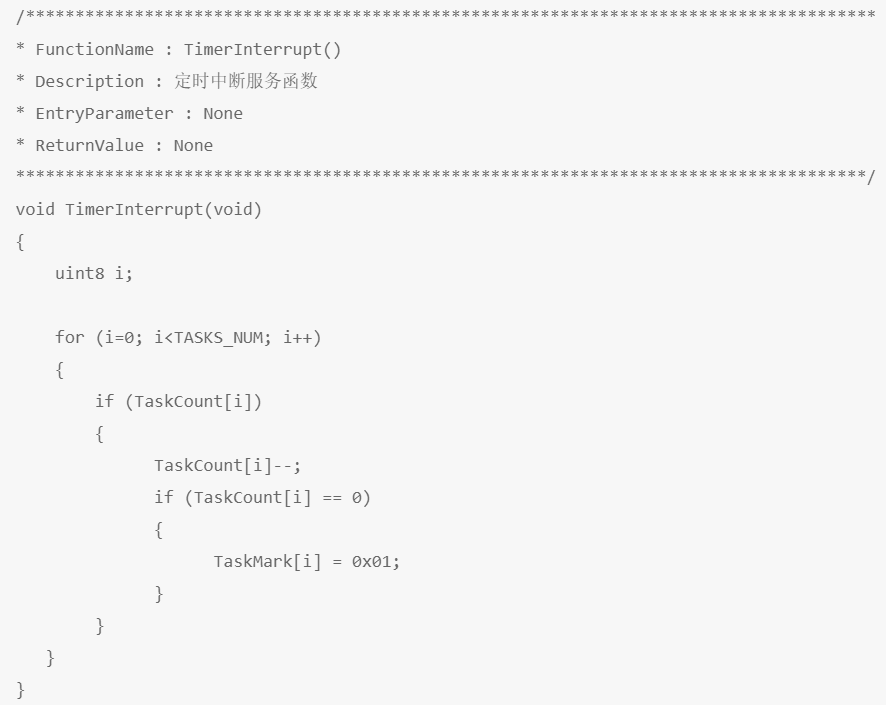 /**************************************************************************************
* FunctionName : TimerInterrupt()
* Description : 定时中断服务函数
* EntryParameter : None
* ReturnValue : None
**************************************************************************************/
void TimerInterrupt(void)
{
    uint8 i;

    for (i=0; i<TASKS_NUM; i++)
    {
        if (TaskCount[i])
        {
              TaskCount[i]--;
              if (TaskCount[i] == 0)
              {
                    TaskMark[i] = 0x01;
              }
        }
   }
}